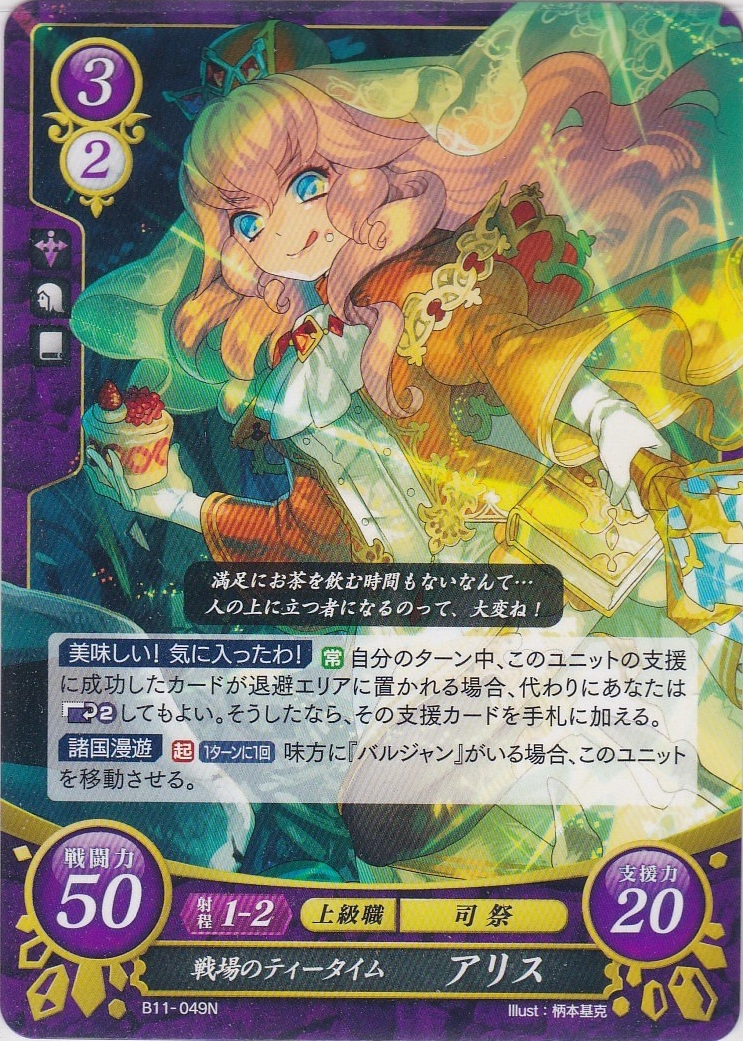 3
2
満足にお茶を飲む時間もないなんて…
人の上に立つ者になるのって、大変ね！
美味しい！気に入ったわ！ 常 自分のターン中、このユニットの支援
に成功したカードが退避エリアに置かれる場合、代わりにあなたは
2してもよい。そうしたなら、その支援カードを手札に加える。
諸国漫遊 起 1ターンに1回 味方に『バルジャン』がいる場合、このユニット
を移動させる。
戦闘力
50
射程 1-2
上級職
司祭
支援力
20
戦場のティータイム アリス
B11-049N
Illust：柄本基克